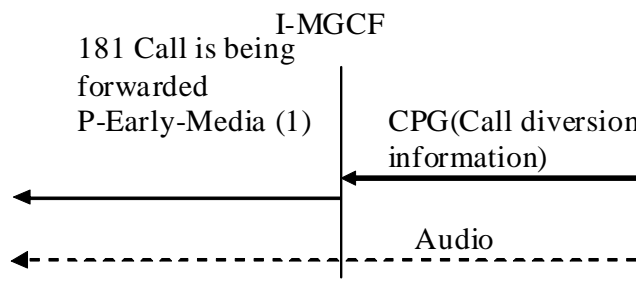 I-MGCF
181 Call is being
forwarded
P-Early-Media (1)
CPG(Call diversion
information)
Audio